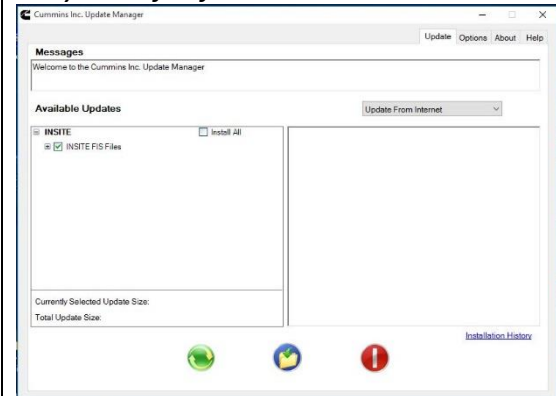 Cummins Inc. Update Manager
Update Options About Help
Messages
Welcome to the Cummins Inc. Update Manager
Available Updates
Update From Internet
INSITE
Install All
INSITE FIS Files
Currently Selected Update Size:
Total Update Size:
Installation History